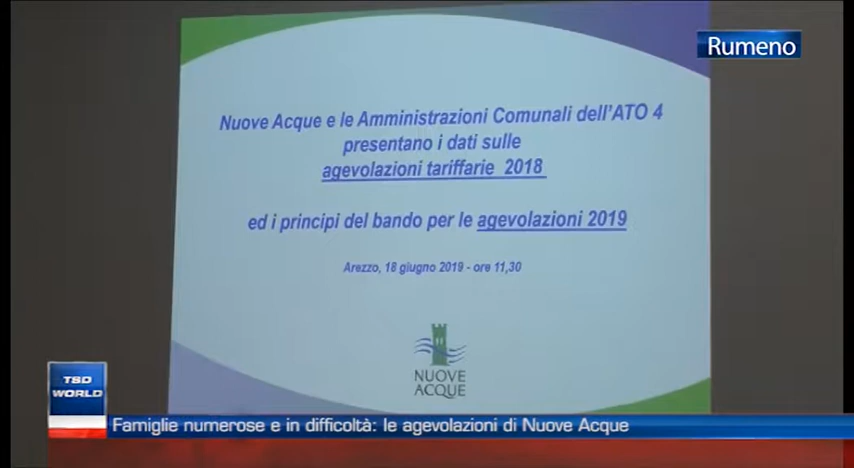 Rumeno
Nuove Acque e le Amministrazioni Comunali dell'ATO 4
presentano i dati sulle
agevolazioni tariffarie 2018
ed i principi del bando per le agevolazioni 2019
Arezzo, 18 giugno 2019 - ore 11,30
NUOVE
ACQUE
TSD
WORLD
Famiglie numerose e in difficoltà: le agevolazioni di Nuove Acque